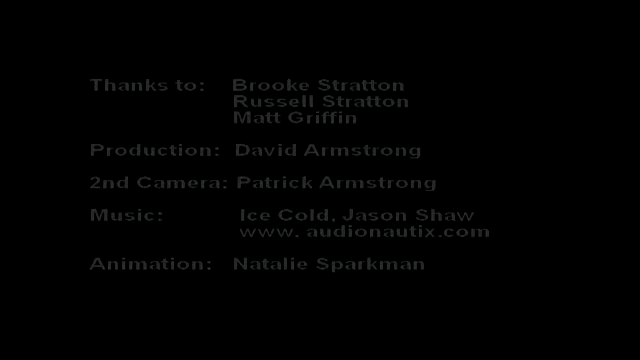 Thanks to: Brooke Stratton
Russell Stratton
Matt Griffin
Production: David Armstrong
2nd Camera: Patrick Armstrong
Music: Ice Cold, Jason Shaw
www. audionautix.com
Animation: Natalie Sparkman